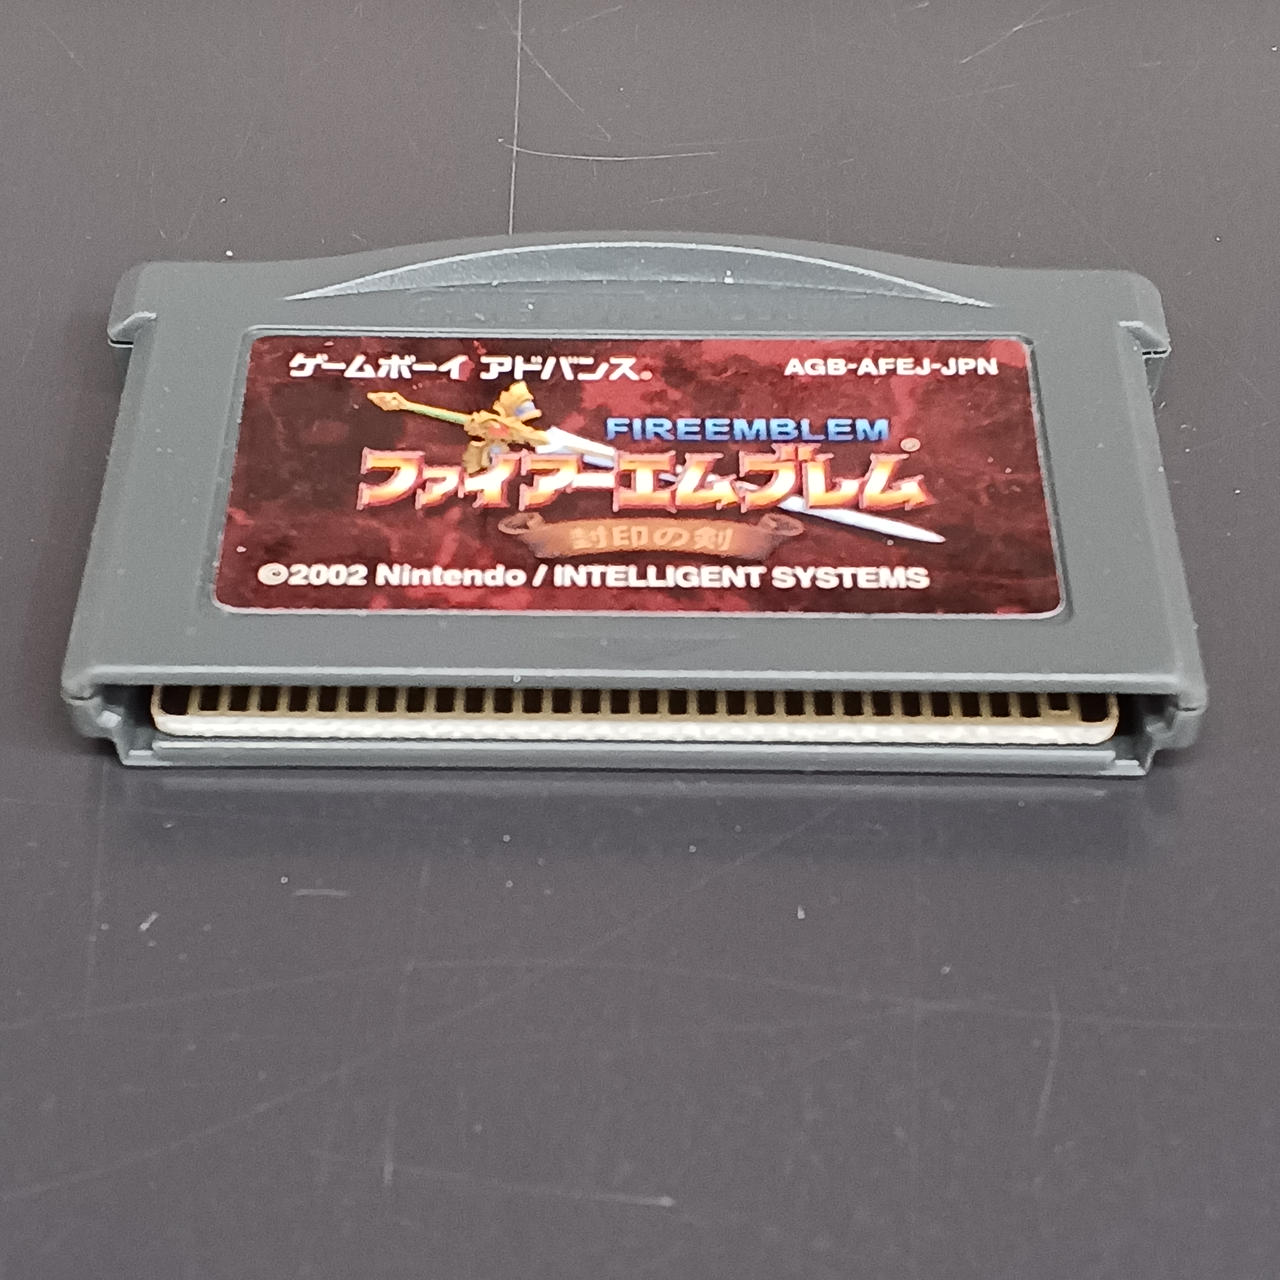 ゲームボーイ アドバンス®
AGB-AFEJ-JPN
FIREEMBLEM
ファイアーエムブレム®
封印の剣
©2002 Nintendo / INTELLIGENT SYSTEMS